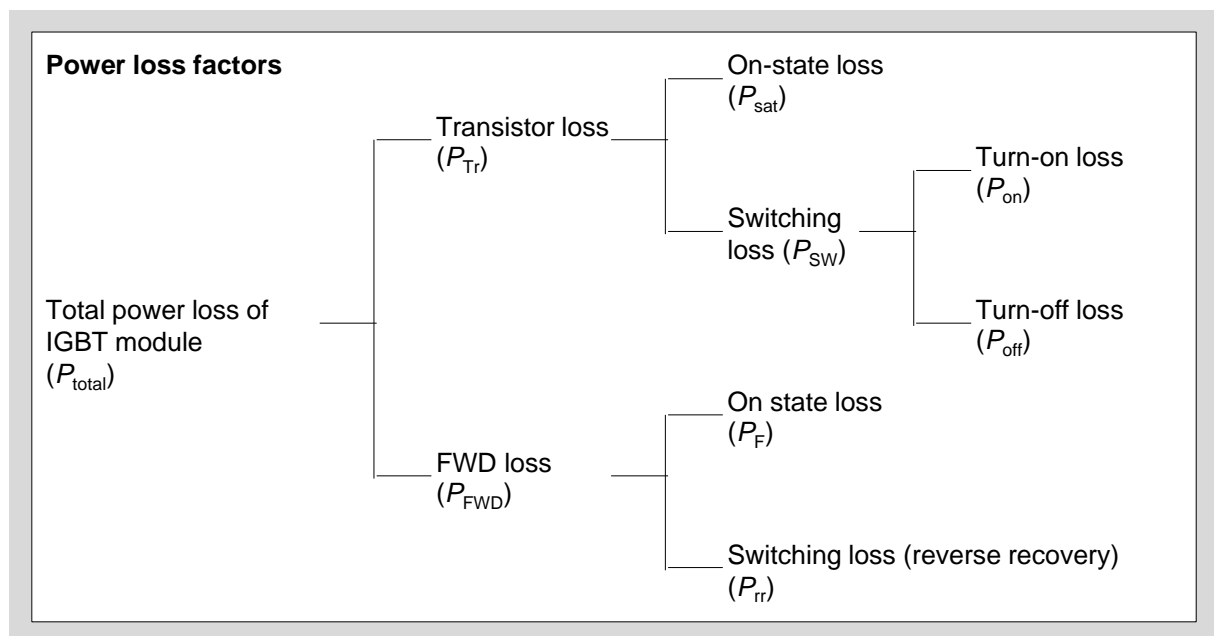 Power loss factors
On-state loss
(Psat)
Transistor loss
(PTr)
Turn-on loss
(Pon)
Switching
loss (PSW)
Total power loss of
IGBT module
(Ptotal)
Turn-off loss
(Poff)
On state loss
(PF)
FWD loss
(PFWD)
Switching loss (reverse recovery)
(Prr)